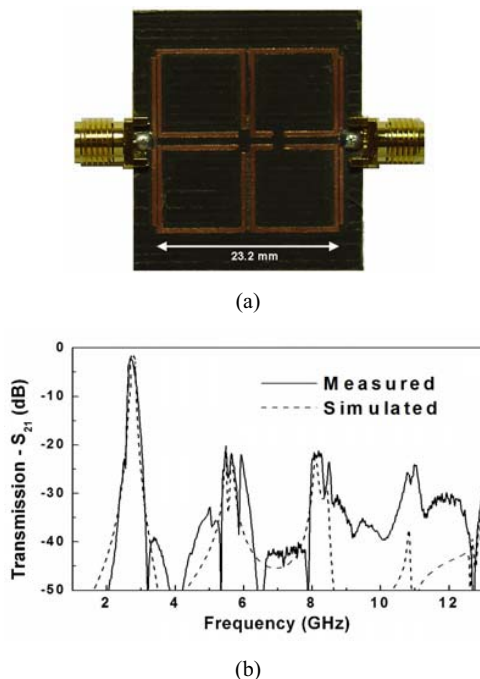 23.2 mm
(a)
Transmission - S21 (dB)
0
-10
-20
-30
-40
-50
Measured
Simulated
2
4
6
8
10
12
Frequency (GHz)
(b)